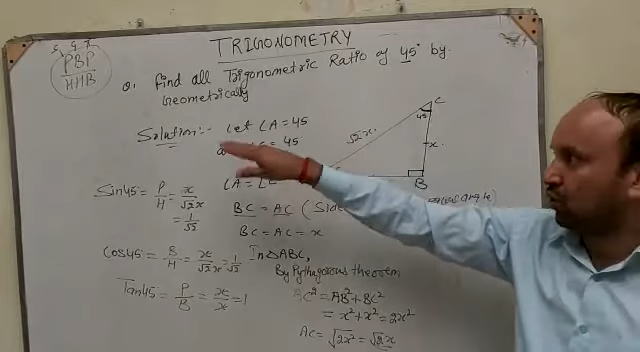 TRIGONOMETRY
PBP
HHB
Q. Find all Trigonometric Ratio of 45° by
Geometrically
Solution:- Let ∠A = 45
= 45
∠A =
BC = AC (Side
BC = AC = x
Sin45 = P/H = x/√2x
= 1/√2
Cos45 = B/H = x/√2x = 1/√2
Tan45 = P/B = x/x = 1
In △ABC,
By Pythagoras theorem
AC² = AB² + BC²
= x² + x² = 2x²
AC = √2x² = √2x
C
45
√2x
x
B